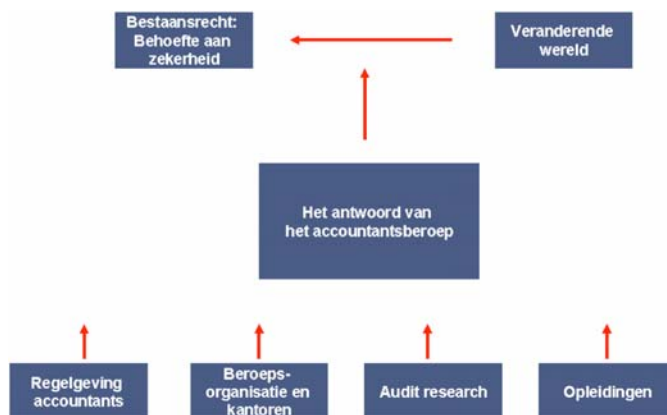 Bestaansrecht:
Behoefte aan
zekerheid
Veranderende
wereld
Het antwoord van
het accountantsberoep
Regelgeving
accountants
Beroeps-
organisatie en
kantoren
Audit research
Opleidingen